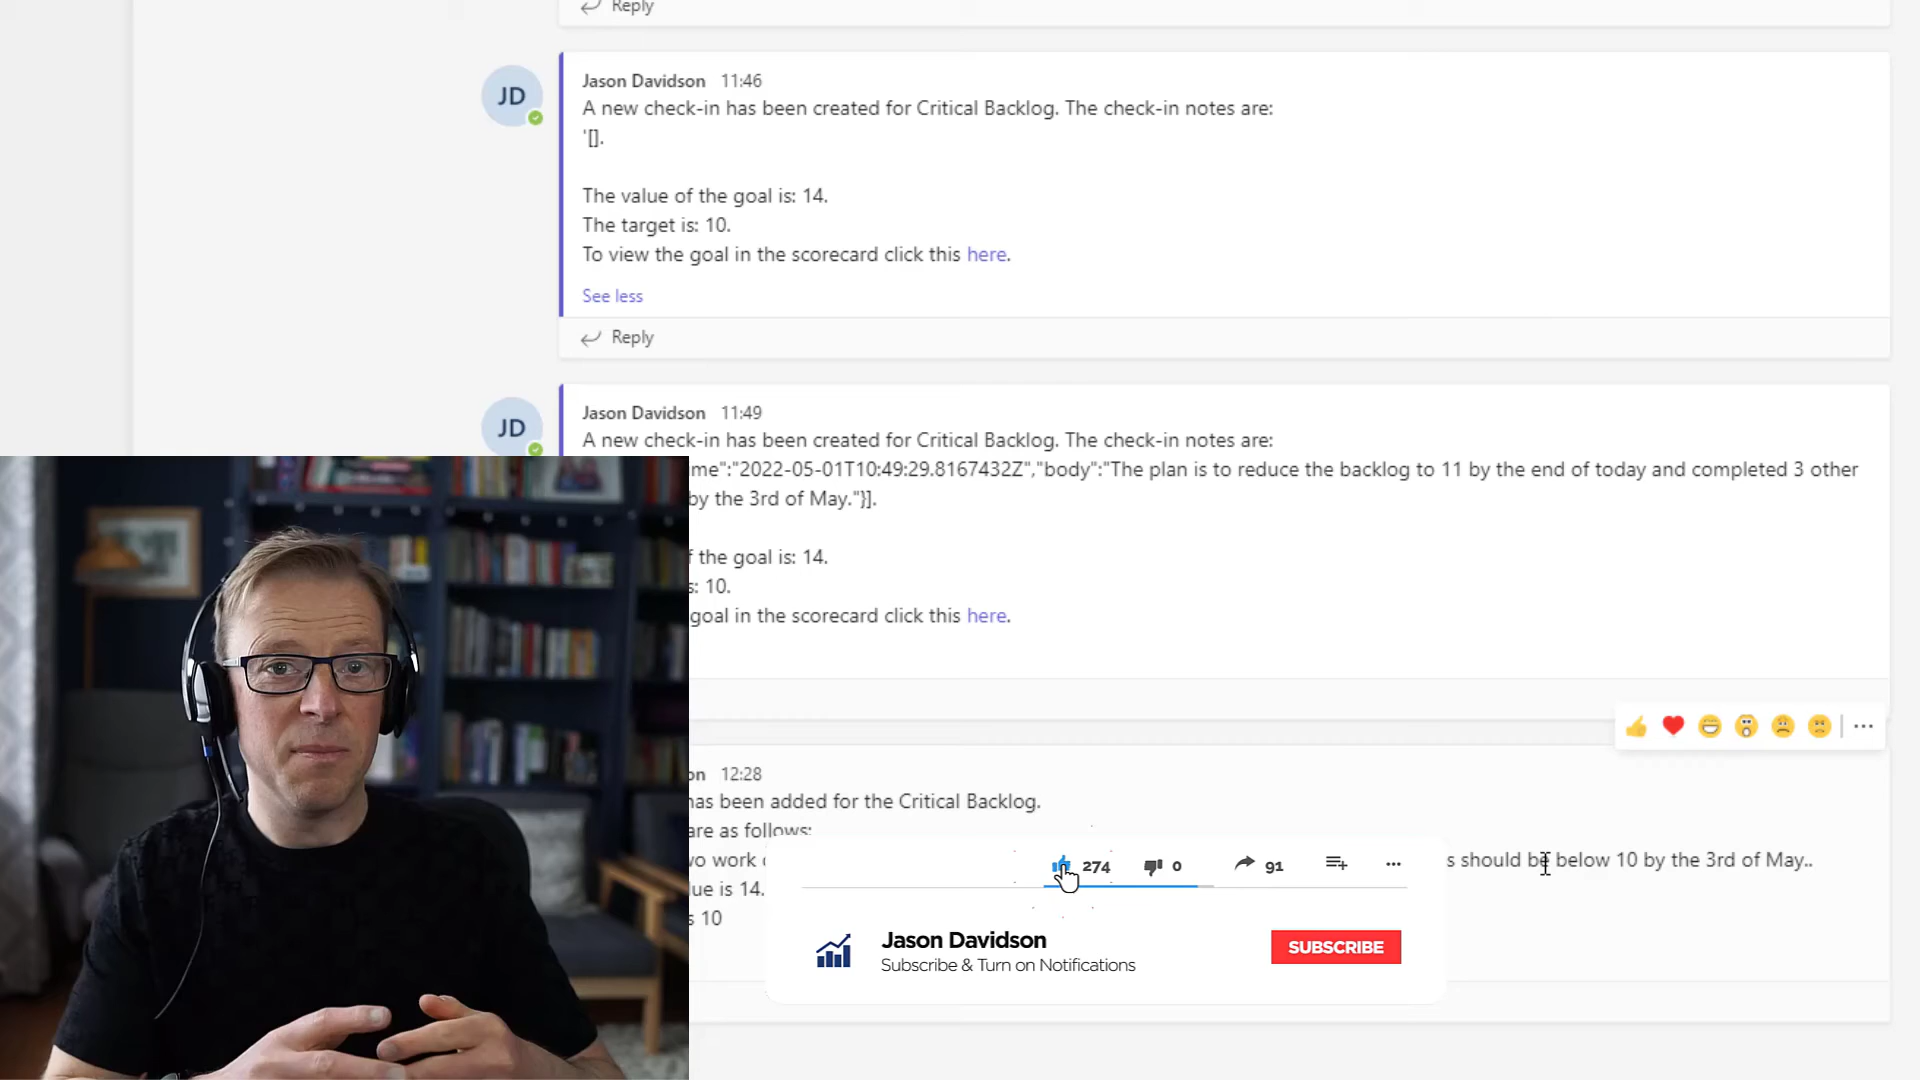 Reply
JD
Jason Davidson 11:46
A new check-in has been created for Critical Backlog. The check-in notes are:
'[].
The value of the goal is: 14.
The target is: 10.
To view the goal in the scorecard click this here.
See less
Reply
JD
Jason Davidson 11:49
A new check-in has been created for Critical Backlog. The check-in notes are:
me":"2022-05-01T10:49:29.8167432Z","body":"The plan is to reduce the backlog to 11 by the end of today and completed 3 other
by the 3rd of May."}].
f the goal is: 14.
s: 10.
goal in the scorecard click this here.
on 12:28
has been added for the Critical Backlog.
are as follows:
wo work s should be below 10 by the 3rd of May..
ue is 14.
s 10
274 0 91
Jason Davidson
Subscribe & Turn on Notifications
SUBSCRIBE